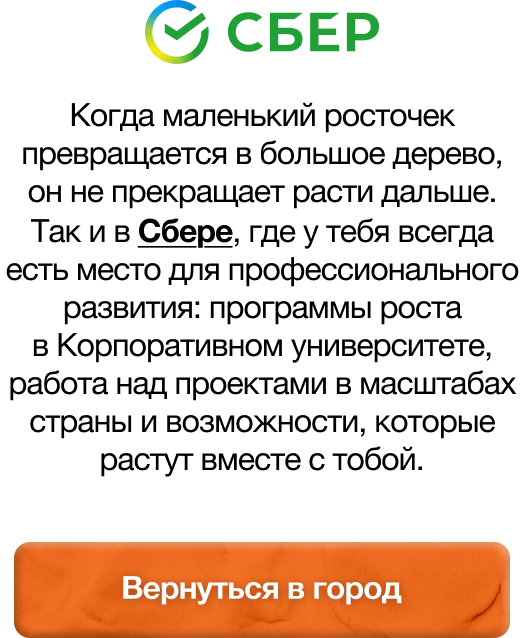 СБЕР
Когда маленький росточек
превращается в большое дерево,
он не прекращает расти дальше.
Так и в Сбере, где у тебя всегда
есть место для профессионального
развития: программы роста
в Корпоративном университете,
работа над проектами в масштабах
страны и возможности, которые
растут вместе с тобой.
Вернуться в город